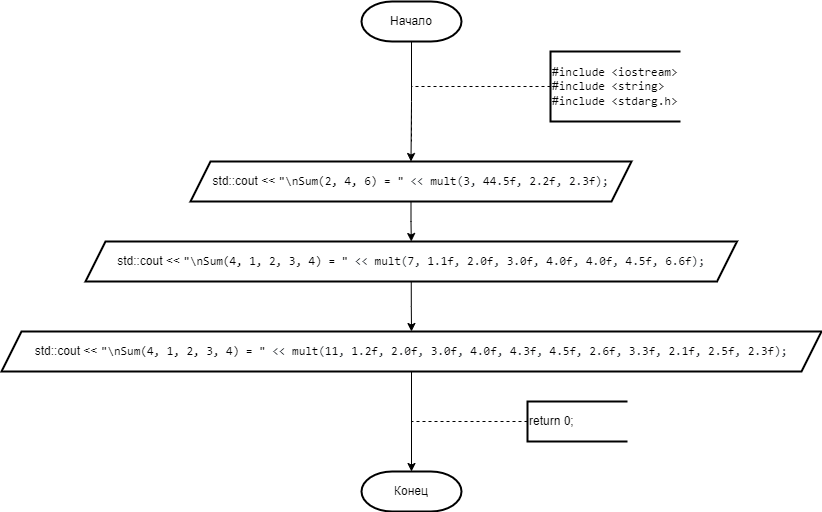 Начало
#include <iostream>
#include <string>
#include <stdarg.h>
std::cout << "\nSum(2, 4, 6) = " << mult(3, 44.5f, 2.2f, 2.3f);
std::cout << "\nSum(4, 1, 2, 3, 4) = " << mult(7, 1.1f, 2.0f, 3.0f, 4.0f, 4.0f, 4.5f, 6.6f);
std::cout << "\nSum(4, 1, 2, 3, 4) = " << mult(11, 1.2f, 2.0f, 3.0f, 4.0f, 4.3f, 4.5f, 2.6f, 3.3f, 2.1f, 2.5f, 2.3f);
return 0;
Конец